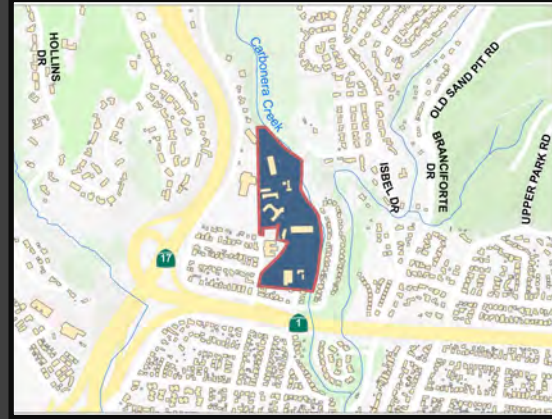 HOLLINS
DR
Carbonera Creek
OLD SAND PIT RD
BRANCIFORTE
DR
ISBEL DR
UPPER PARK RD
17
1